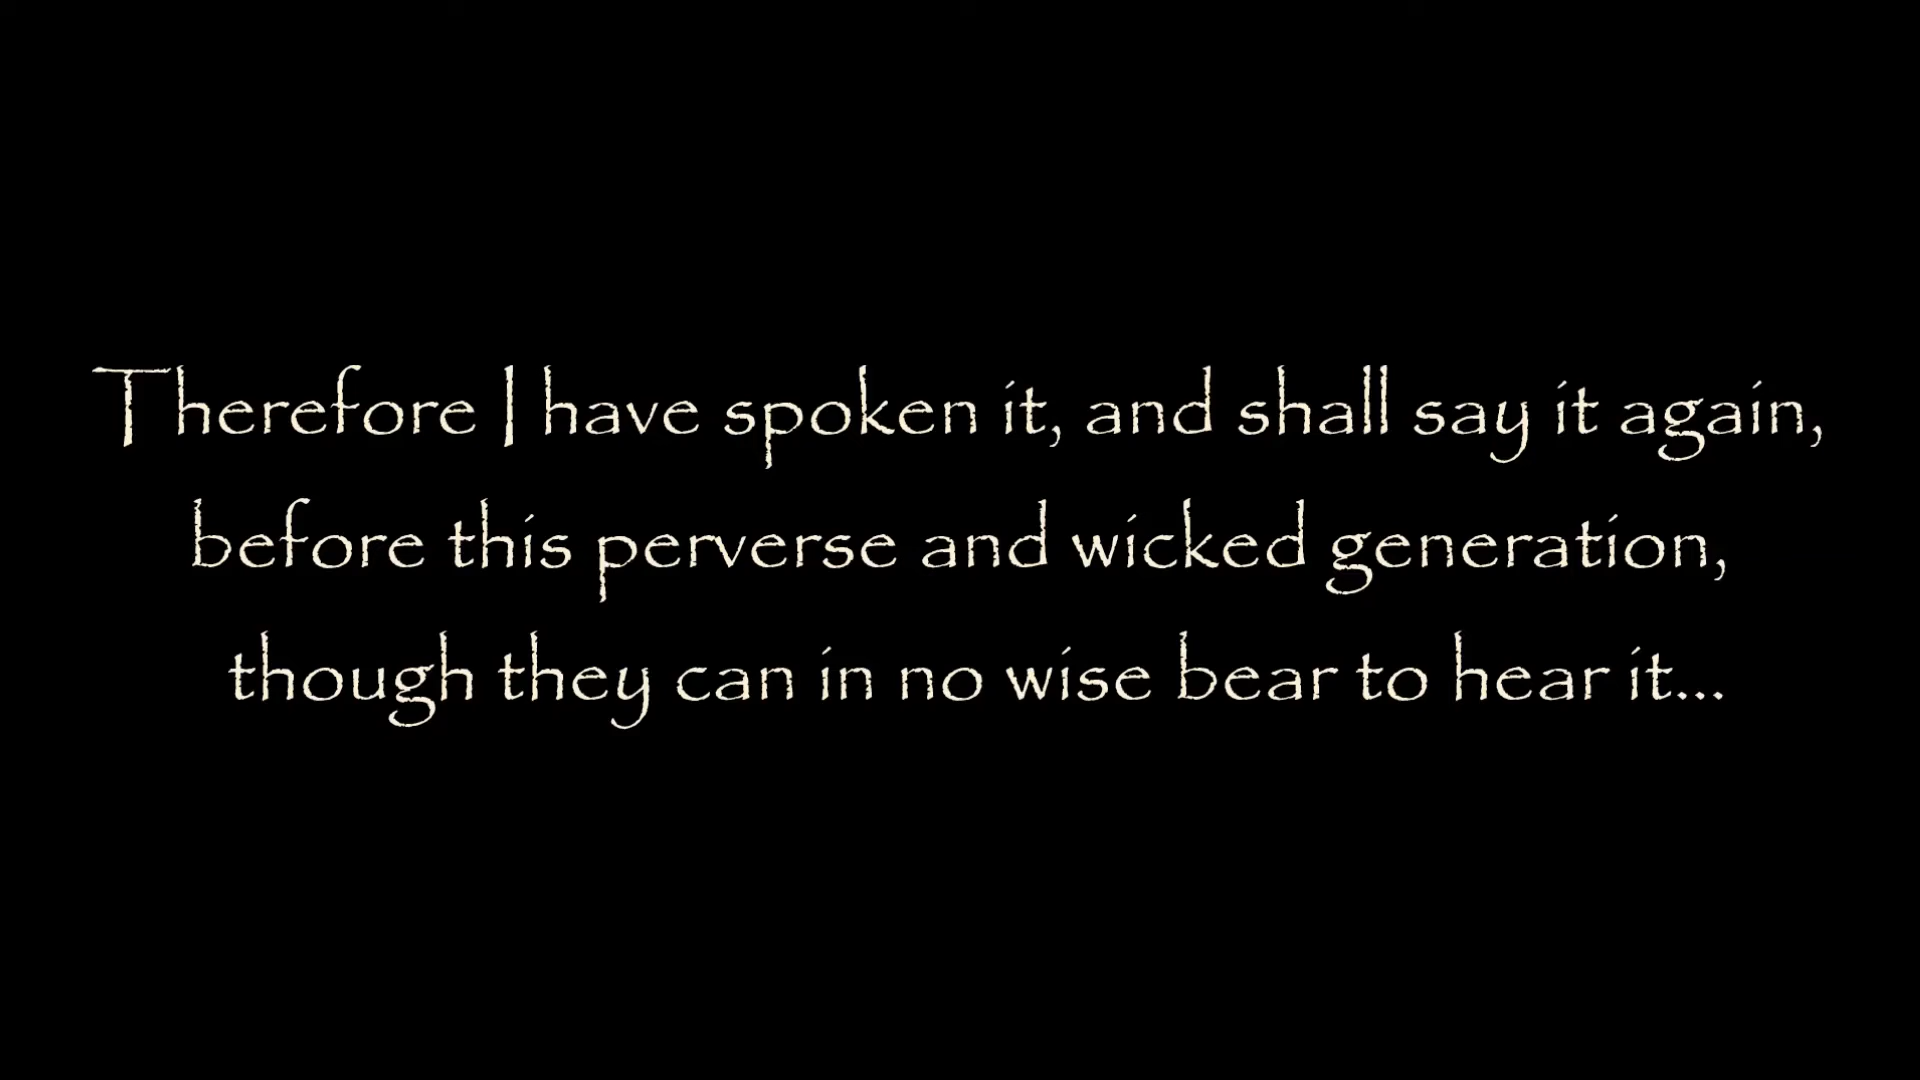 Therefore I have spoken it, and shall say it again,
before this perverse and wicked generation,
though they can in no wise bear to hear it...